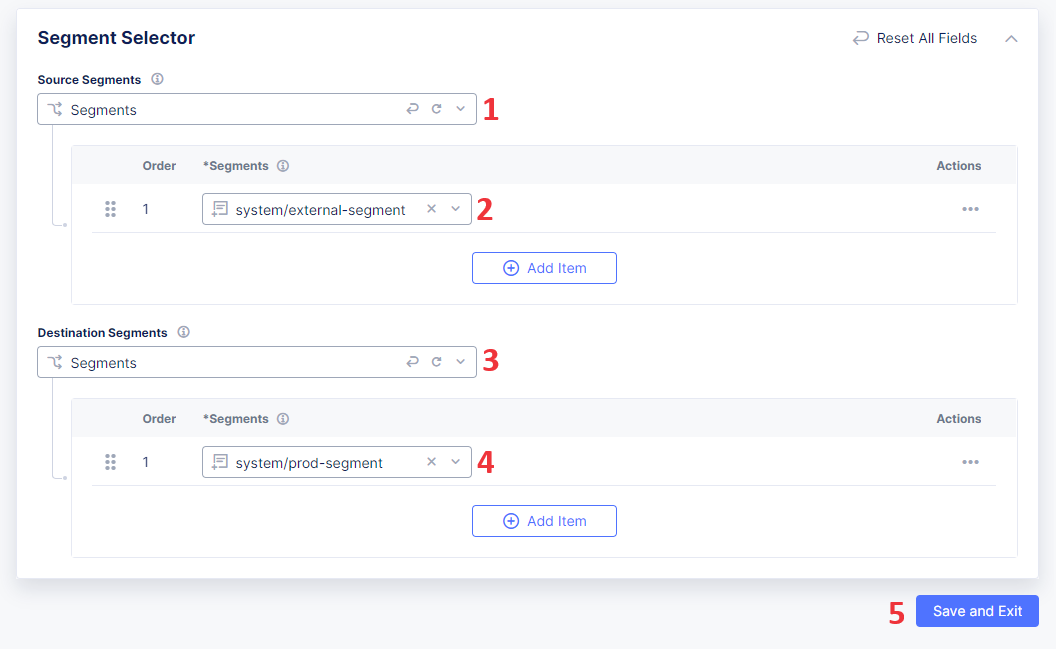 Segment Selector
Reset All Fields
Source Segments
Segments
1
Order *Segments Actions
1 system/external-segment
2
Add Item
Destination Segments
Segments
3
Order *Segments Actions
1 system/prod-segment
4
Add Item
5 Save and Exit